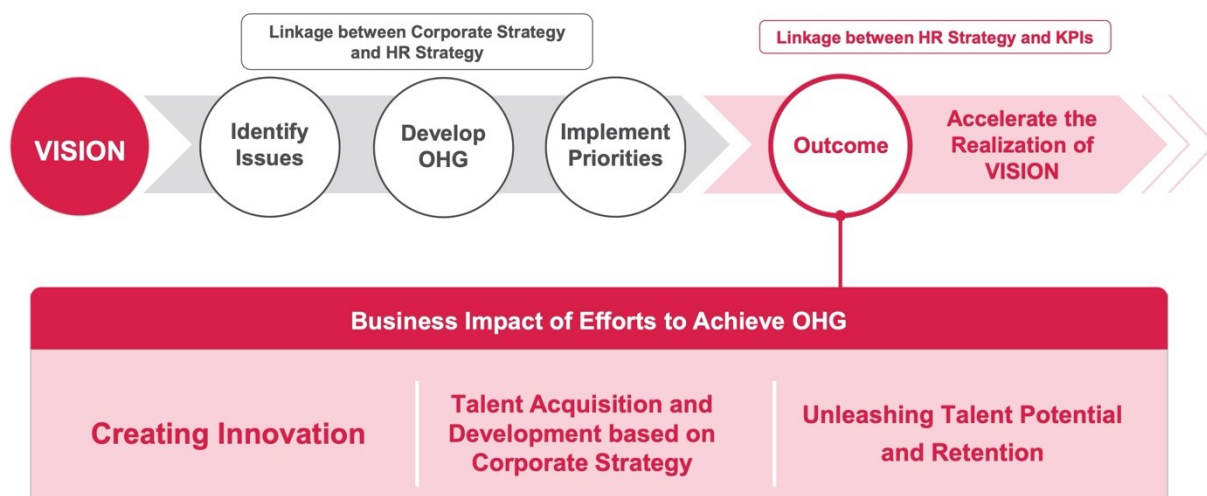 Linkage between Corporate Strategy
and HR Strategy
Linkage between HR Strategy and KPIs
VISION
Identify
Issues
Develop
OHG
Implement
Priorities
Outcome
Accelerate the
Realization of
VISION
Business Impact of Efforts to Achieve OHG
Creating Innovation
Talent Acquisition and
Development based on
Corporate Strategy
Unleashing Talent Potential
and Retention